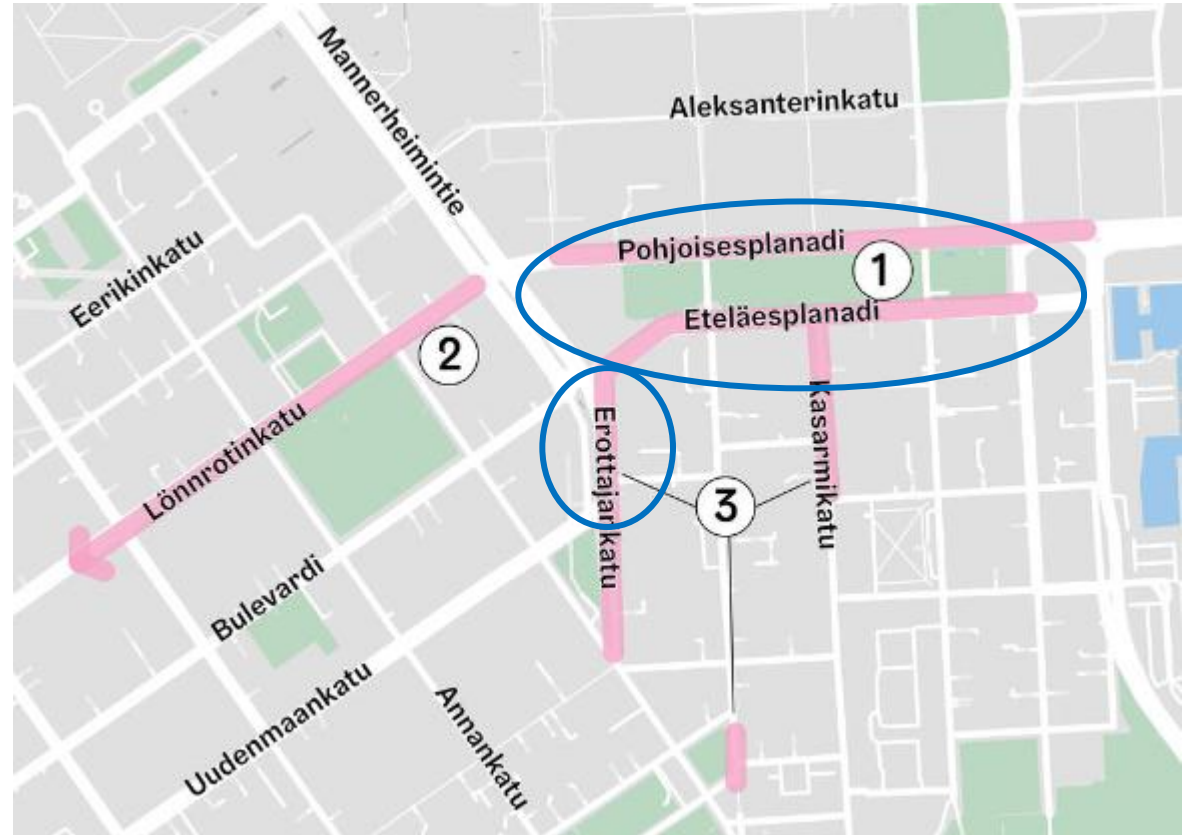 Mannerheimintie
Aleksanterinkatu
Eerikinkatu
Pohjoisesplanadi
1
Eteläesplanadi
2
Lönnrotinkatu
Erottajankatu
Kasarmikatu
3
Bulevardi
Uudenmaankatu
Annankatu